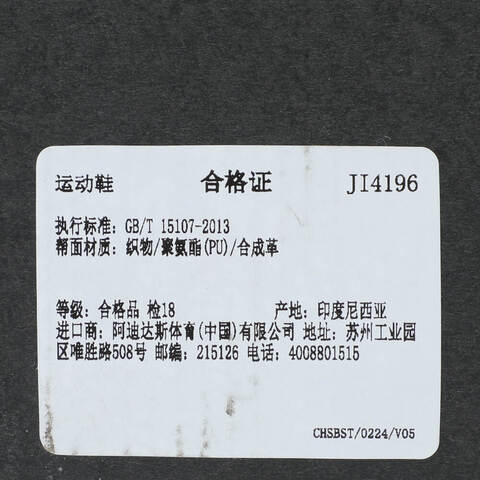 运动鞋 合格证 JI4196
执行标准: GB/T 15107-2013
帮面材质: 织物/聚氨酯(PU)/合成革
等级: 合格品 检18 产地: 印度尼西亚
进口商: 阿迪达斯体育(中国)有限公司 地址: 苏州工业园
区唯胜路508号 邮编: 215126 电话: 4008801515
CHSBST/0224/V05